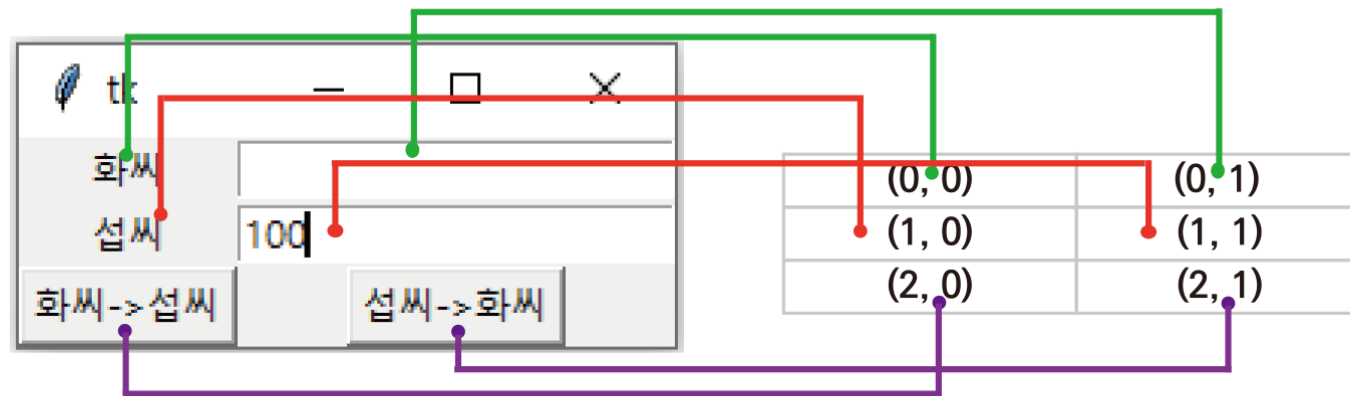 tk
화씨
(0, 0) (0, 1)
섭씨 100
(1, 0) (1, 1)
화씨->섭씨 섭씨->화씨
(2, 0) (2, 1)